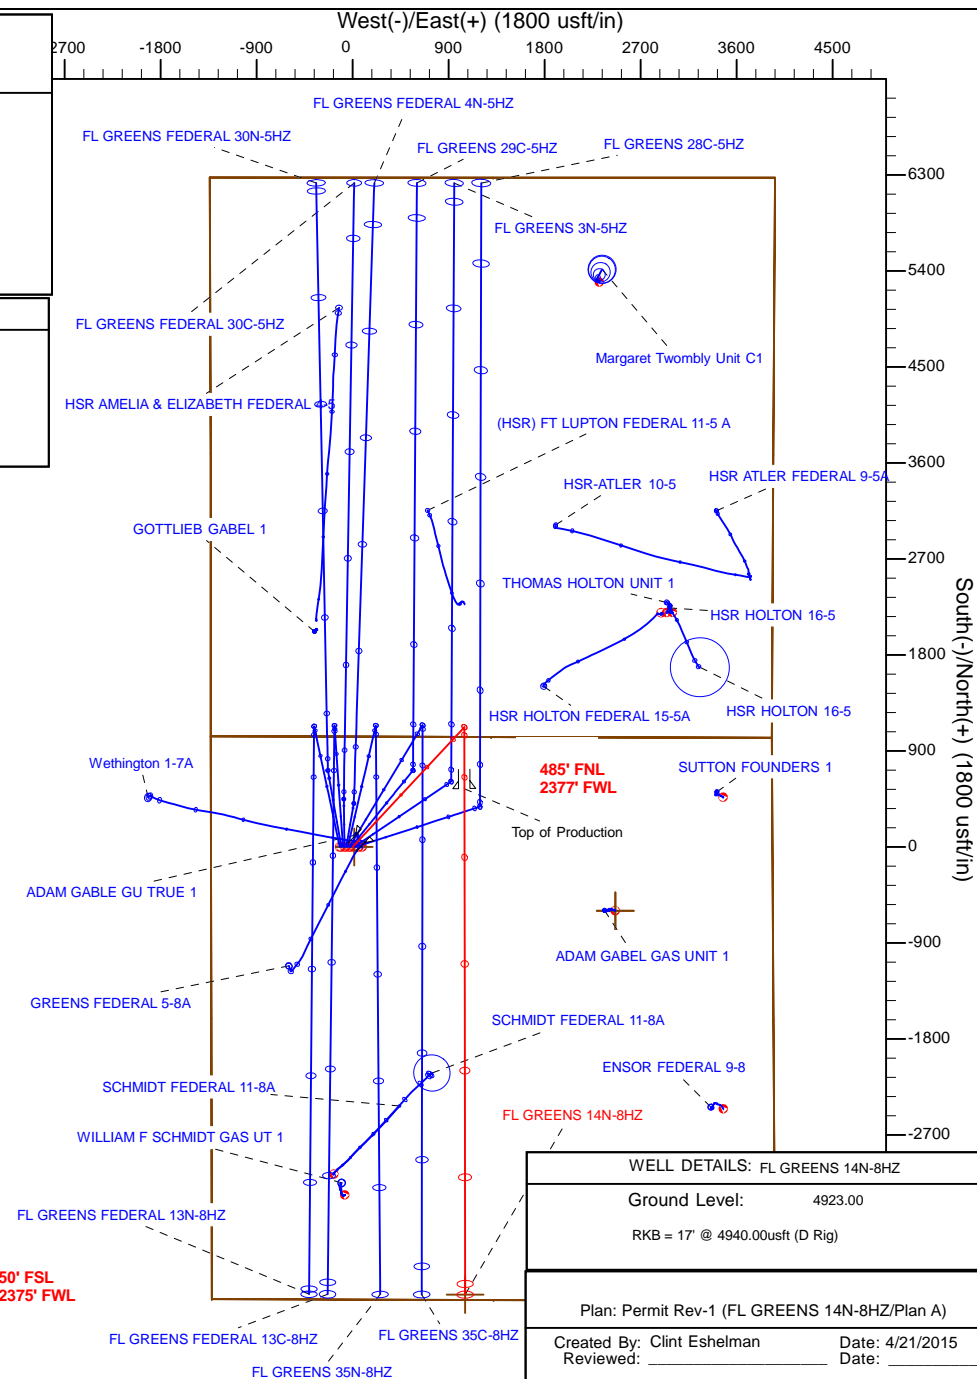 West(-)/East(+) (1800 usft/in)
2700 -1800 -900 0 900 1800 2700 3600 4500
FL GREENS FEDERAL 4N-5HZ
FL GREENS FEDERAL 30N-5HZ
FL GREENS 29C-5HZ
FL GREENS 28C-5HZ
6300
FL GREENS 3N-5HZ
5400
FL GREENS FEDERAL 30C-5HZ
Margaret Twombly Unit C1
4500
HSR AMELIA & ELIZABETH FEDERAL 4-5
(HSR) FT LUPTON FEDERAL 11-5 A
3600
HSR-ATLER 10-5
HSR ATLER FEDERAL 9-5A
GOTTLIEB GABEL 1
2700
THOMAS HOLTON UNIT 1
HSR HOLTON 16-5
South(-)/North(+) (1800 usft/in)
1800
HSR HOLTON FEDERAL 15-5A
HSR HOLTON 16-5
900
Wethington 1-7A
485' FNL
2377' FWL
SUTTON FOUNDERS 1
Top of Production
0
ADAM GABLE GU TRUE 1
-900
ADAM GABEL GAS UNIT 1
GREENS FEDERAL 5-8A
SCHMIDT FEDERAL 11-8A
-1800
ENSOR FEDERAL 9-8
SCHMIDT FEDERAL 11-8A
FL GREENS 14N-8HZ
WILLIAM F SCHMIDT GAS UT 1
-2700
WELL DETAILS: FL GREENS 14N-8HZ
Ground Level: 4923.00
RKB = 17' @ 4940.00usft (D Rig)
FL GREENS FEDERAL 13N-8HZ
50' FSL
2375' FWL
Plan: Permit Rev-1 (FL GREENS 14N-8HZ/Plan A)
FL GREENS FEDERAL 13C-8HZ
FL GREENS 35C-8HZ
FL GREENS 35N-8HZ
Created By: Clint Eshelman Date: 4/21/2015
Reviewed: Date: